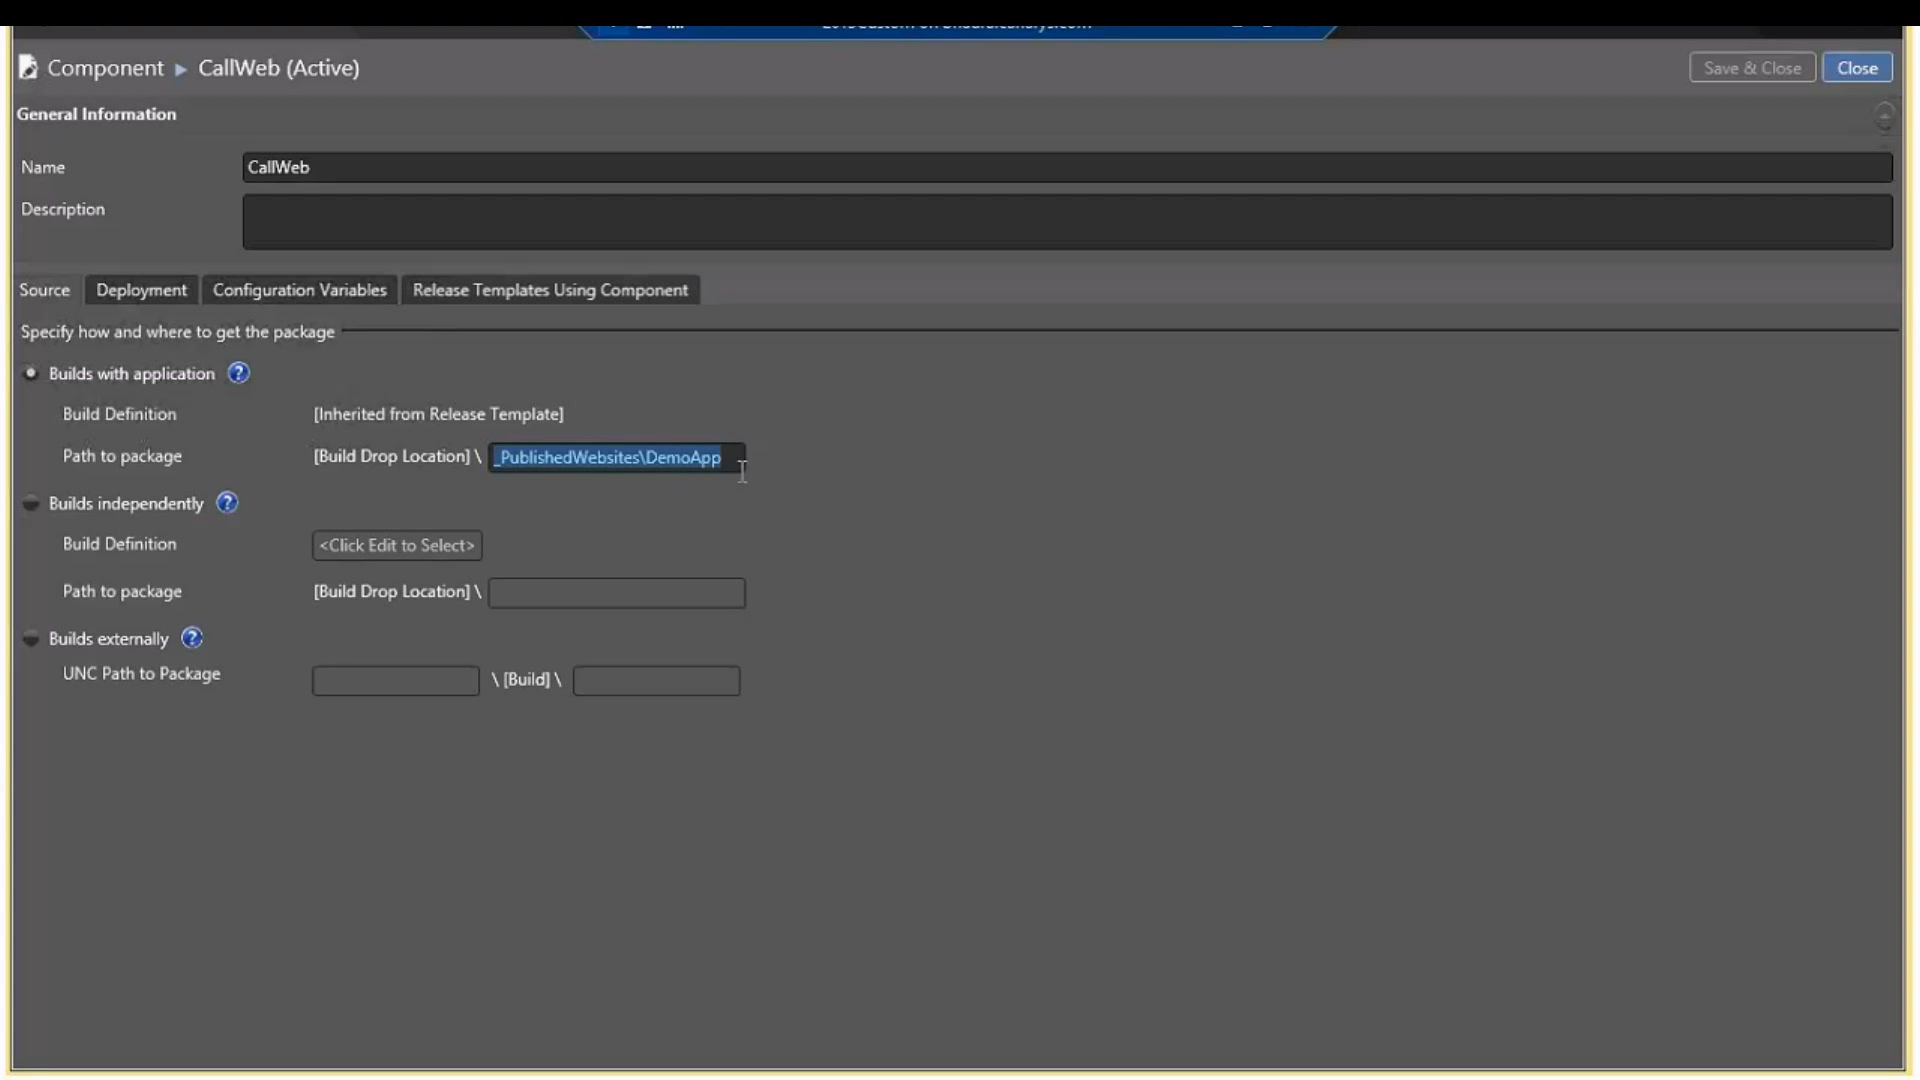 Component ▶ CallWeb (Active)
Save & Close
Close
General Information
Name
CallWeb
Description
Source
Deployment
Configuration Variables
Release Templates Using Component
Specify how and where to get the package
Builds with application ?
Build Definition
[Inherited from Release Template]
Path to package
[Build Drop Location] \ _PublishedWebsites\DemoApp
Builds independently ?
Build Definition
<Click Edit to Select>
Path to package
[Build Drop Location] \
Builds externally ?
UNC Path to Package
\ [Build] \